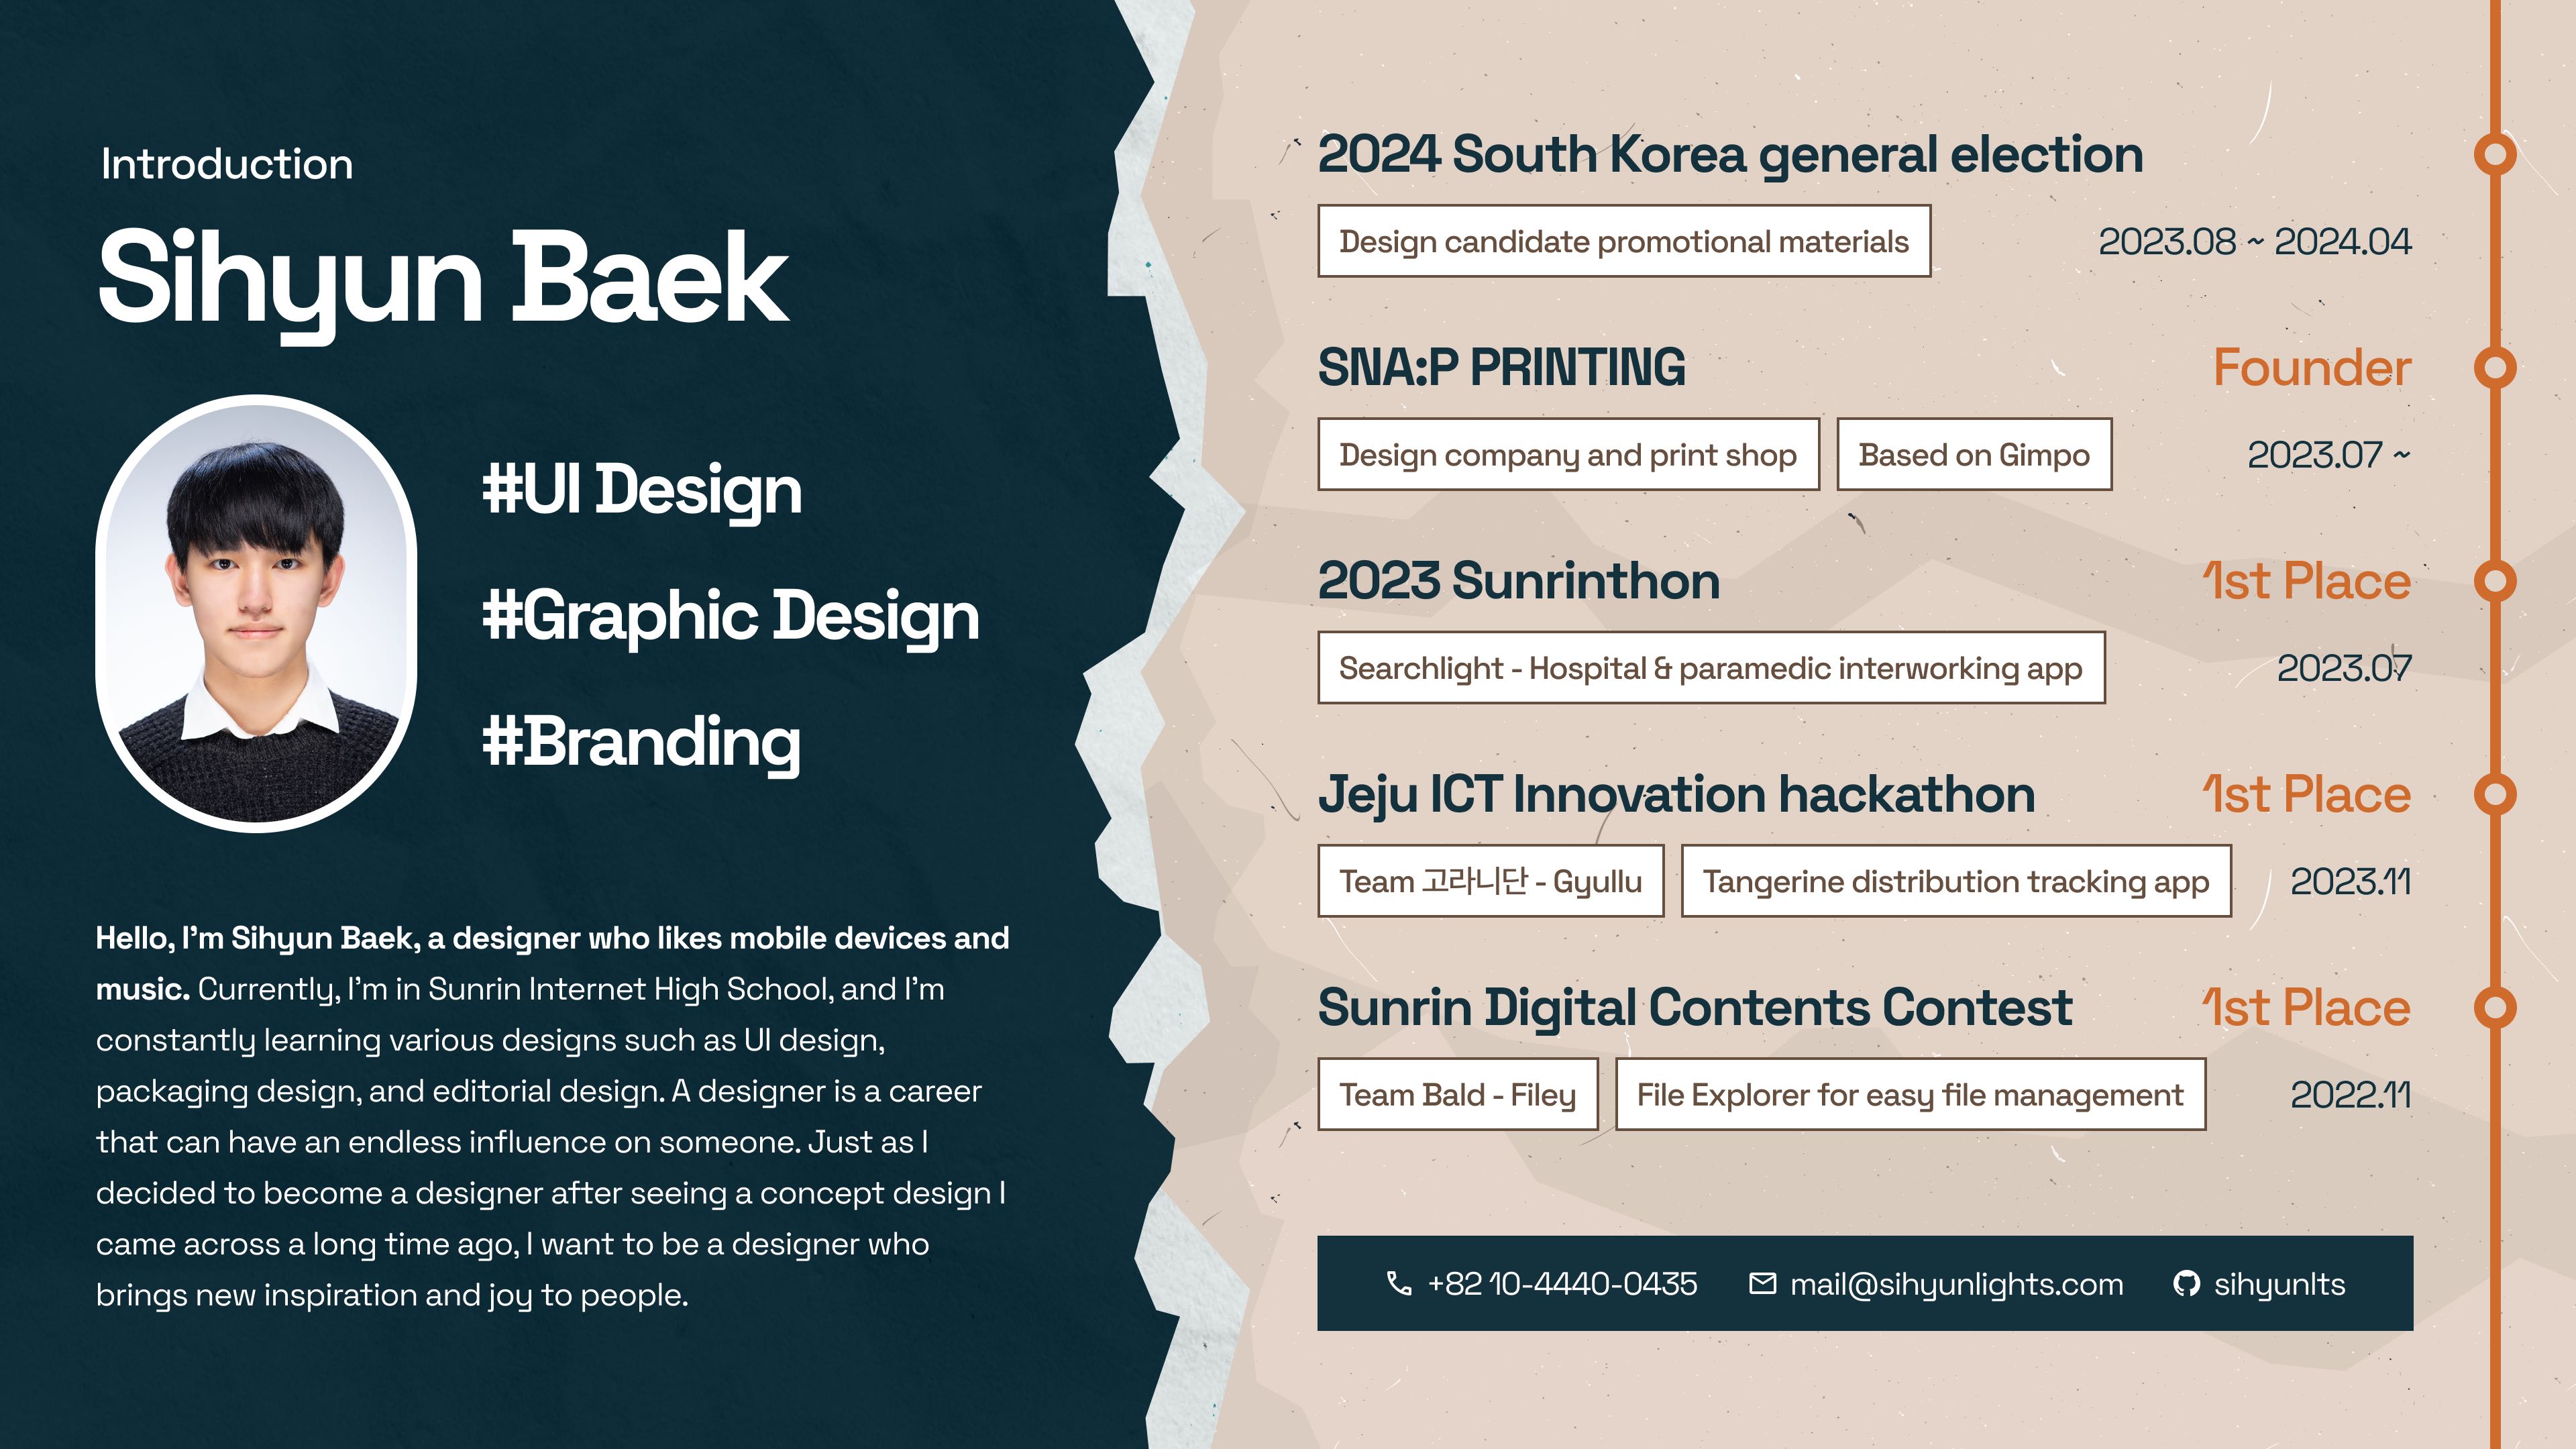 Introduction
Sihyun Baek
#UI Design
#Graphic Design
#Branding
Hello, I'm Sihyun Baek, a designer who likes mobile devices and
music. Currently, I'm in Sunrin Internet High School, and I'm
constantly learning various designs such as UI design,
packaging design, and editorial design. A designer is a career
that can have an endless influence on someone. Just as I
decided to become a designer after seeing a concept design I
came across a long time ago, I want to be a designer who
brings new inspiration and joy to people.
2024 South Korea general election
Design candidate promotional materials 2023.08 ~ 2024.04
SNA:P PRINTING Founder
Design company and print shop Based on Gimpo 2023.07 ~
2023 Sunrinthon 1st Place
Searchlight - Hospital & paramedic interworking app 2023.07
Jeju ICT Innovation hackathon 1st Place
Team 고라니단 - Gyullu Tangerine distribution tracking app 2023.11
Sunrin Digital Contents Contest 1st Place
Team Bald - Filey File Explorer for easy file management 2022.11
+82 10-4440-0435 mail@sihyunlights.com sihyunlts